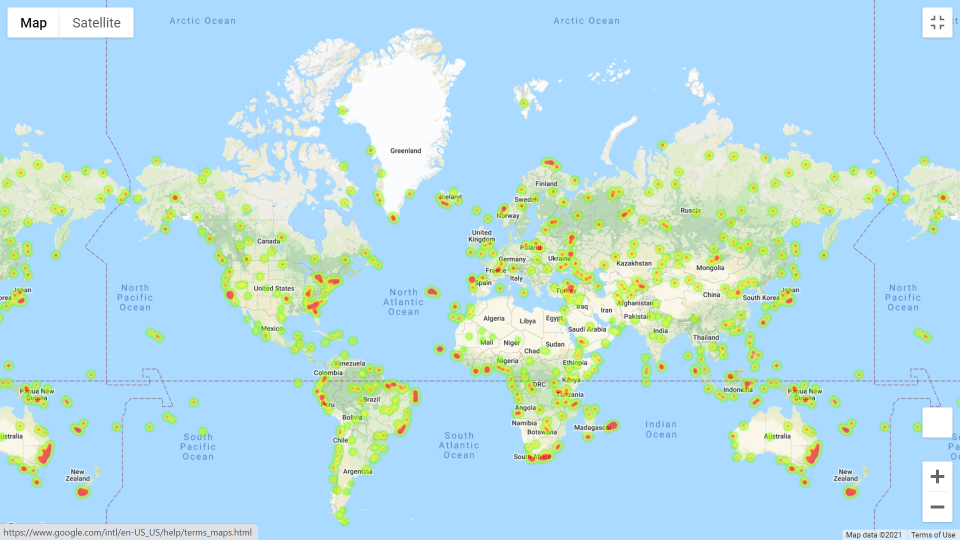 Map
Satellite
Arctic Ocean
Arctic Ocean
Greenland
Iceland
Finland
Sweden
Norway
Russia
Canada
United
Kingdom
Poland
Germany
Ukraine
France
Italy
Spain
Kazakhstan
Mongolia
United States
North
Pacific
Ocean
North
Atlantic
Ocean
Iraq
Iran
Afghanistan
Pakistan
China
South Korea
Japan
Japan
North
Pacific
Ocean
Mexico
Algeria
Libya
Egypt
Saudi Arabia
India
Thailand
Mali
Niger
Chad
Sudan
Nigeria
Ethiopia
Venezuela
Colombia
DRC
Kenya
Tanzania
Indonesia
Papua New
Guinea
Papua New
Guinea
Peru
Brazil
Bolivia
Angola
Namibia
Botswana
Madagascar
Indian
Ocean
South
Pacific
Ocean
South
Atlantic
Ocean
Chile
Argentina
South Africa
ustralia
Australia
New
Zealand
New
Zealand
https://www.google.com/intl/en-US_US/help/terms_maps.html
Map data ©2021
Terms of Use